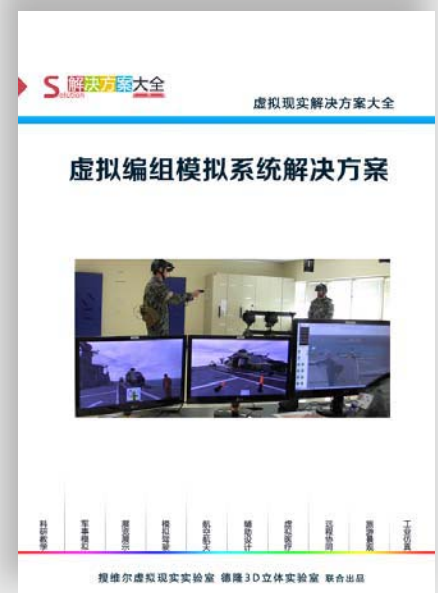 Solution
解决方案大全
虚拟现实解决方案大全
虚拟编组模拟系统解决方案
科研教学
军事模拟
展览展示
模拟驾驶
航空航天
辅助设计
虚拟医疗
远程协同
旅游景观
工业仿真
搜维尔虚拟现实实验室 德隆3D立体实验室 联合出品